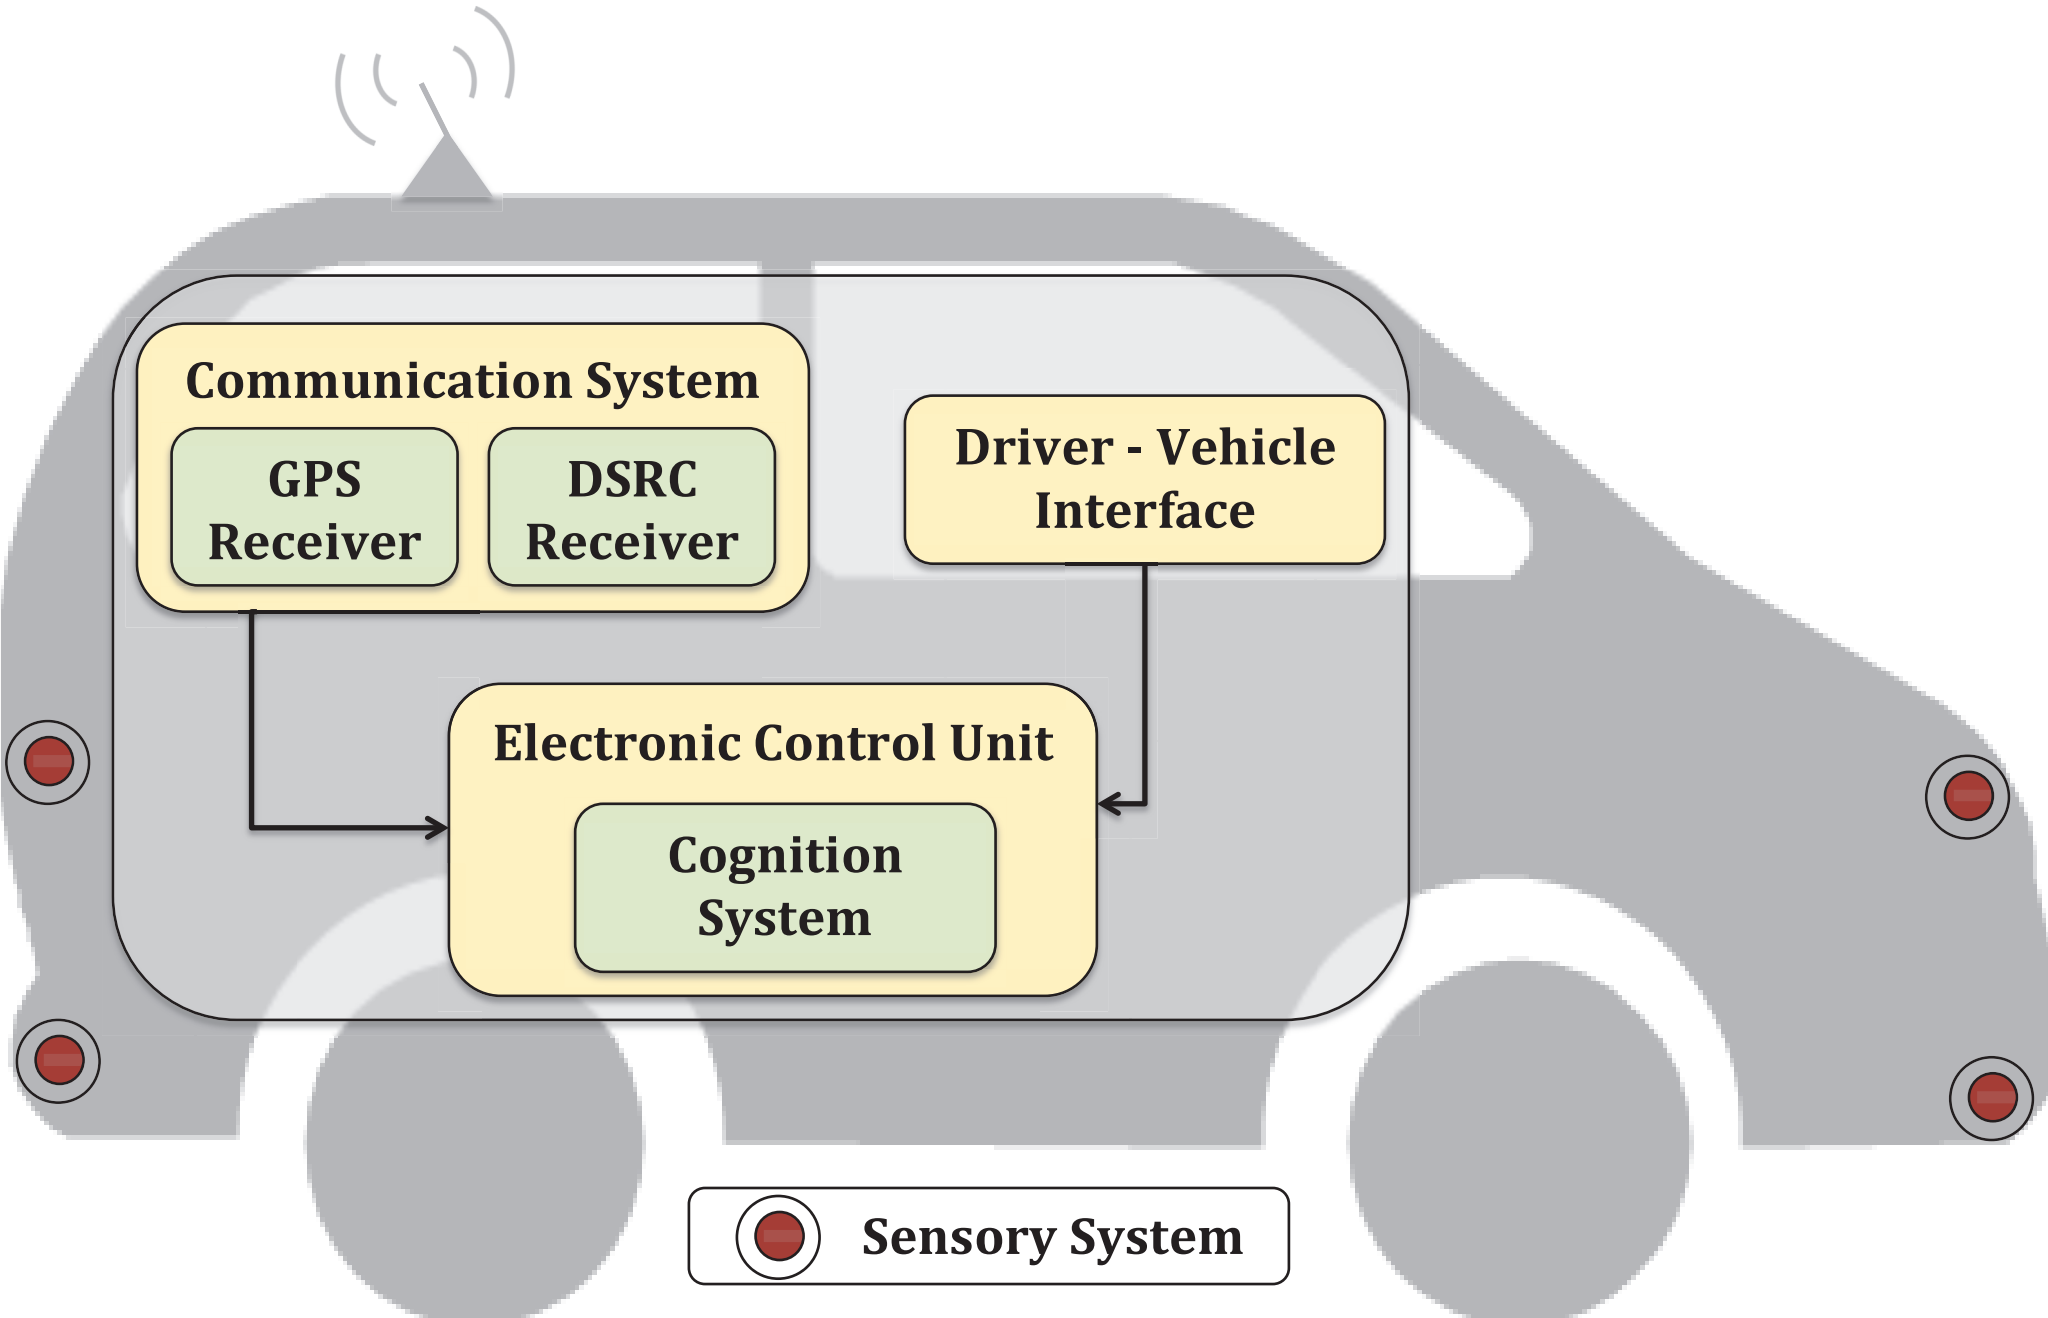 Communication System
GPS
Receiver
DSRC
Receiver
Driver - Vehicle
Interface
Electronic Control Unit
Cognition
System
Sensory System